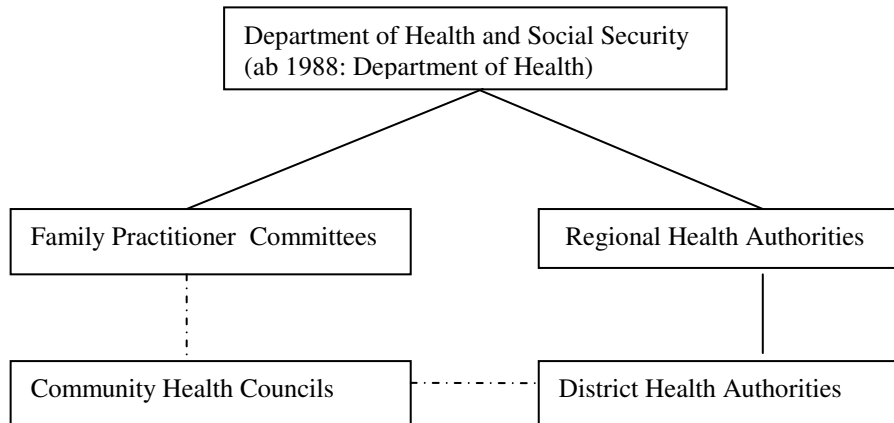 Department of Health and Social Security
(ab 1988: Department of Health)
Family Practitioner Committees
Regional Health Authorities
Community Health Councils
District Health Authorities